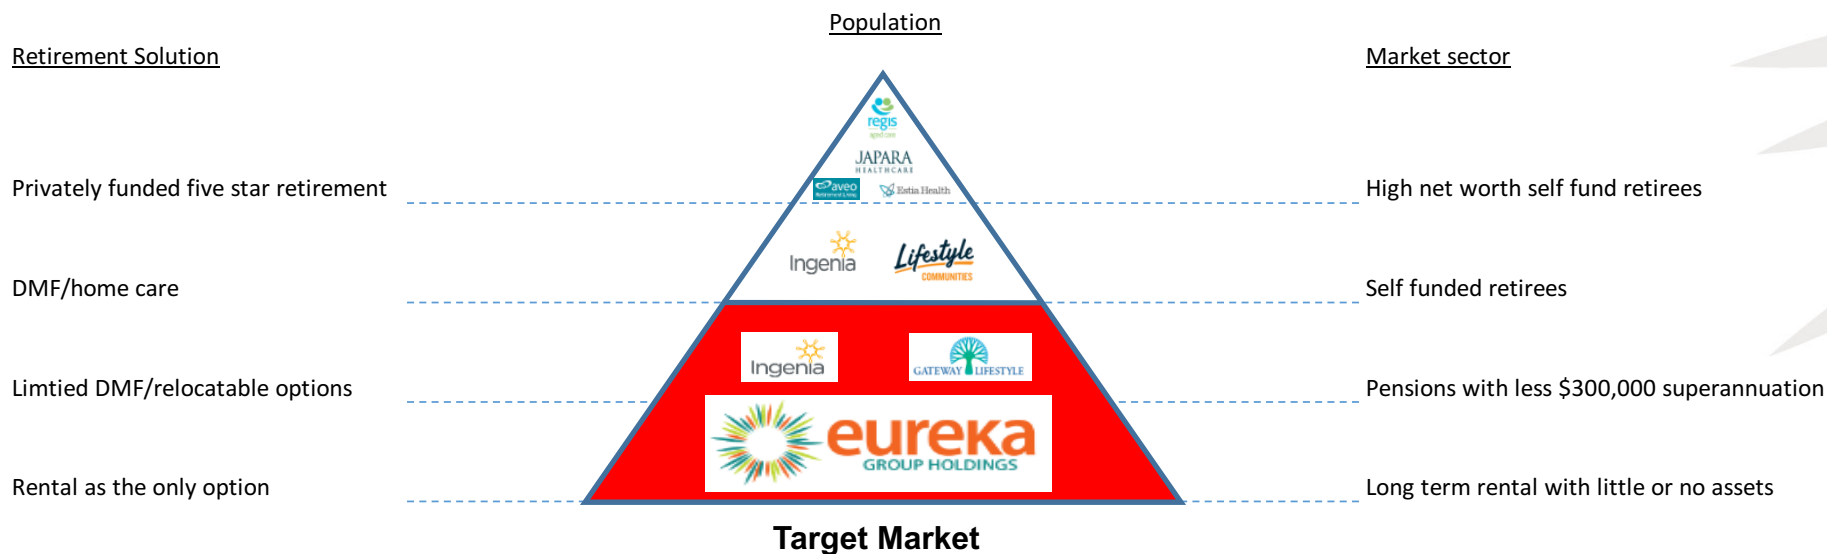 Population
Retirement Solution
Market sector
regis
aged care
JAPARA
HEALTHCARE
Privately funded five star retirement
aveo
Estia Health
High net worth self fund retirees
Ingenia
Lifestyle
COMMUNITIES
DMF/home care
Self funded retirees
Ingenia
GATEWAY LIFESTYLE
Limtied DMF/relocatable options
Pensions with less $300,000 superannuation
eureka
GROUP HOLDINGS
Rental as the only option
Long term rental with little or no assets
Target Market